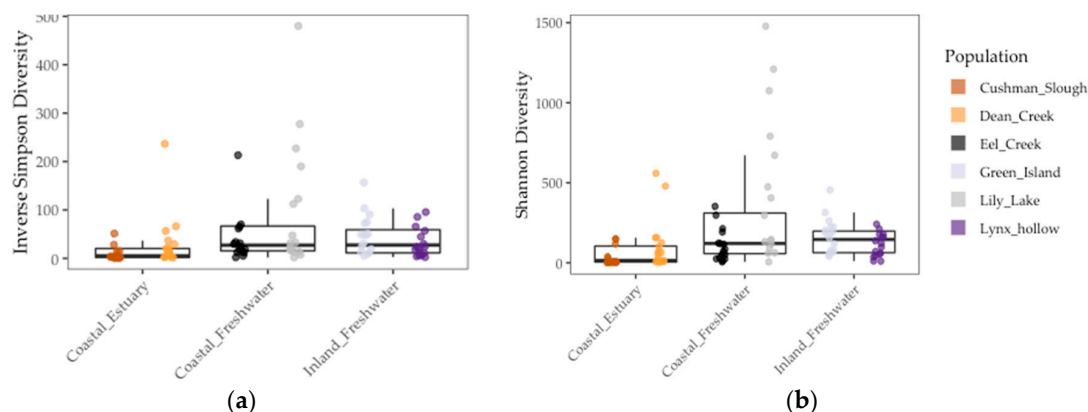 Inverse Simpson Diversity
500
400
300
200
100
0
Coastal_Estuary
Coastal_Freshwater
Inland_Freshwater
(a)
Shannon Diversity
1500
1000
500
0
Coastal_Estuary
Coastal_Freshwater
Inland_Freshwater
(b)
Population
Cushman_Slough
Dean_Creek
Eel_Creek
Green_Island
Lily_Lake
Lynx_hollow